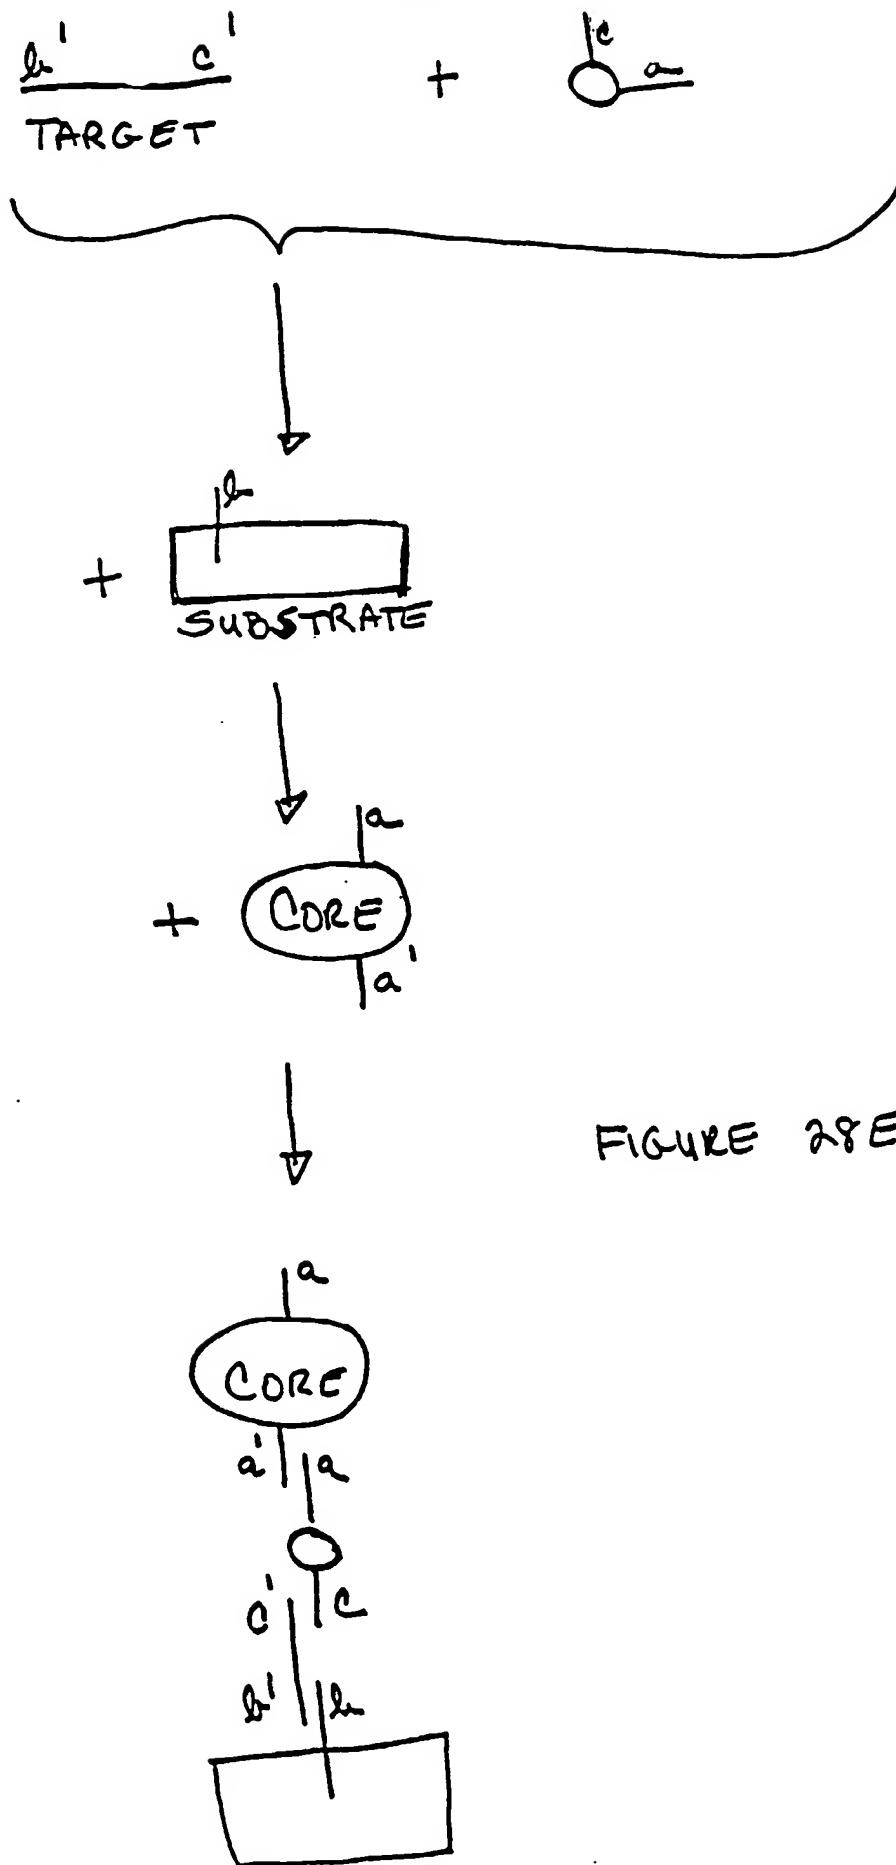 b' c' + c a
TARGET
b
+
SUBSTRATE
a
+ CORE
a'
FIGURE 28E
a
CORE
a' a
c' c
b' b